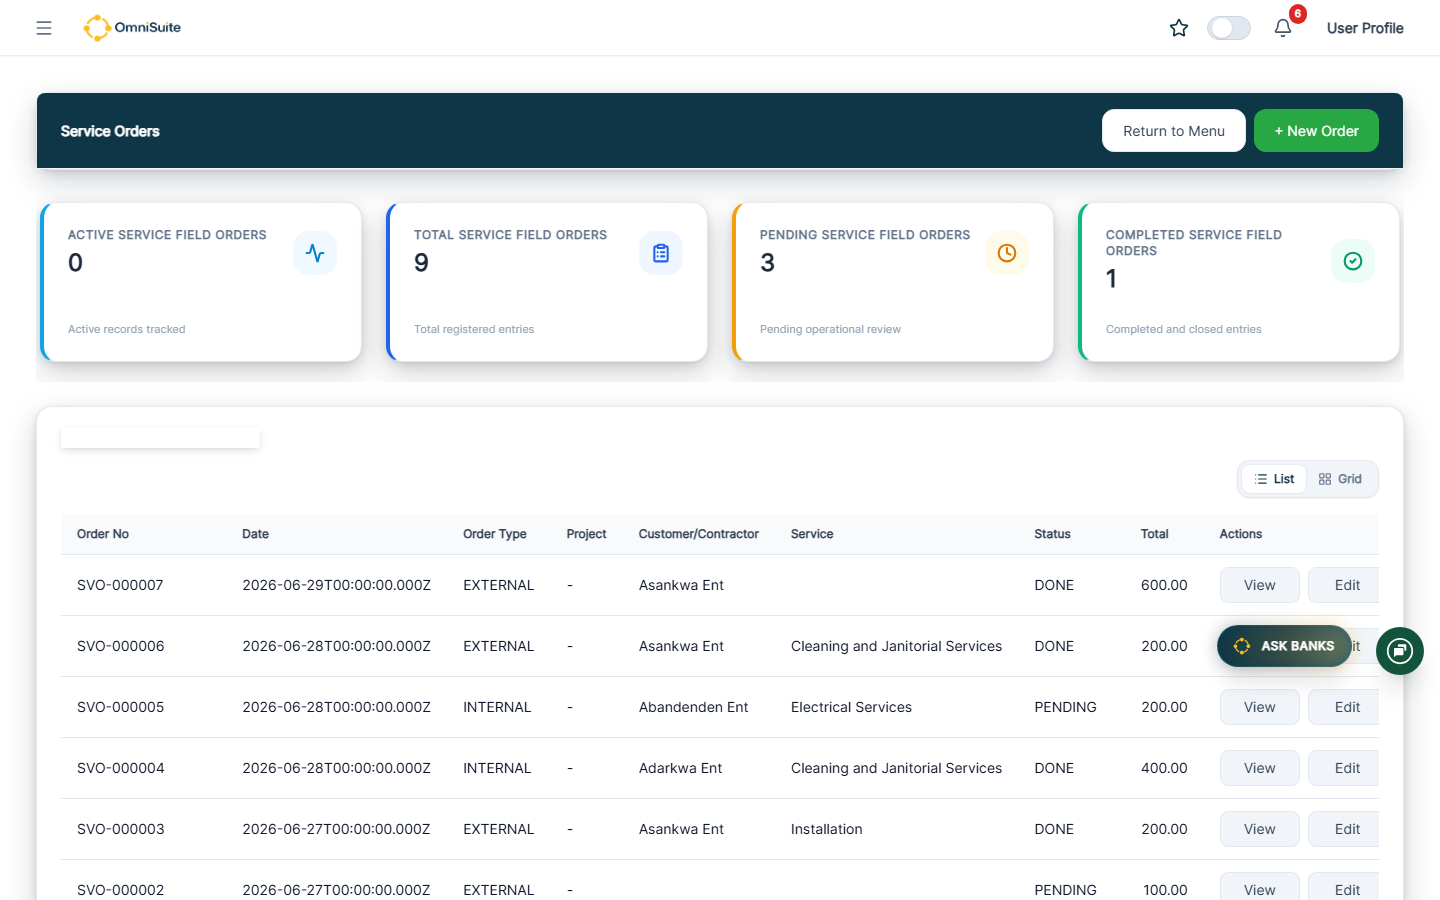 OmniSuite
6
User Profile
Service Orders
Return to Menu
+ New Order
ACTIVE SERVICE FIELD ORDERS
0
Active records tracked
TOTAL SERVICE FIELD ORDERS
9
Total registered entries
PENDING SERVICE FIELD ORDERS
3
Pending operational review
COMPLETED SERVICE FIELD
ORDERS
1
Completed and closed entries
List Grid
Order No Date Order Type Project Customer/Contractor Service Status Total Actions
SVO-000007 2026-06-29T00:00:00.000Z EXTERNAL - Asankwa Ent DONE 600.00 View Edit
SVO-000006 2026-06-28T00:00:00.000Z EXTERNAL - Asankwa Ent Cleaning and Janitorial Services DONE 200.00 ASK BANKS it
SVO-000005 2026-06-28T00:00:00.000Z INTERNAL - Abandenden Ent Electrical Services PENDING 200.00 View Edit
SVO-000004 2026-06-28T00:00:00.000Z INTERNAL - Adarkwa Ent Cleaning and Janitorial Services DONE 400.00 View Edit
SVO-000003 2026-06-27T00:00:00.000Z EXTERNAL - Asankwa Ent Installation DONE 200.00 View Edit
SVO-000002 2026-06-27T00:00:00.000Z EXTERNAL - PENDING 100.00 View Edit